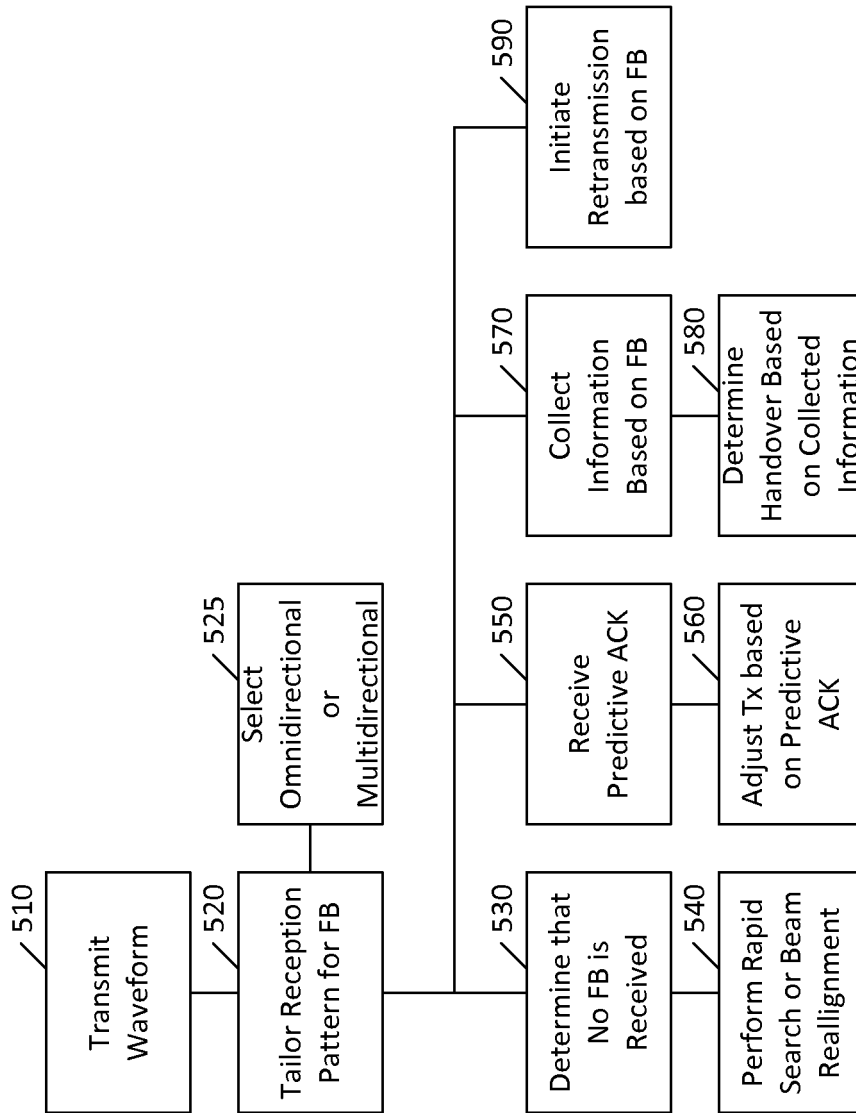 510
Transmit
Waveform
520
Tailor Reception
Pattern for FB
525
Select
Omnidirectional
or
Multidirectional
530
Determine that
No FB is
Received
540
Perform Rapid
Search or Beam
Reallignment
550
Receive
Predictive ACK
560
Adjust Tx based
on Predictive
ACK
570
Collect
Information
Based on FB
580
Determine
Handover Based
on Collected
Information
590
Initiate
Retransmission
based on FB